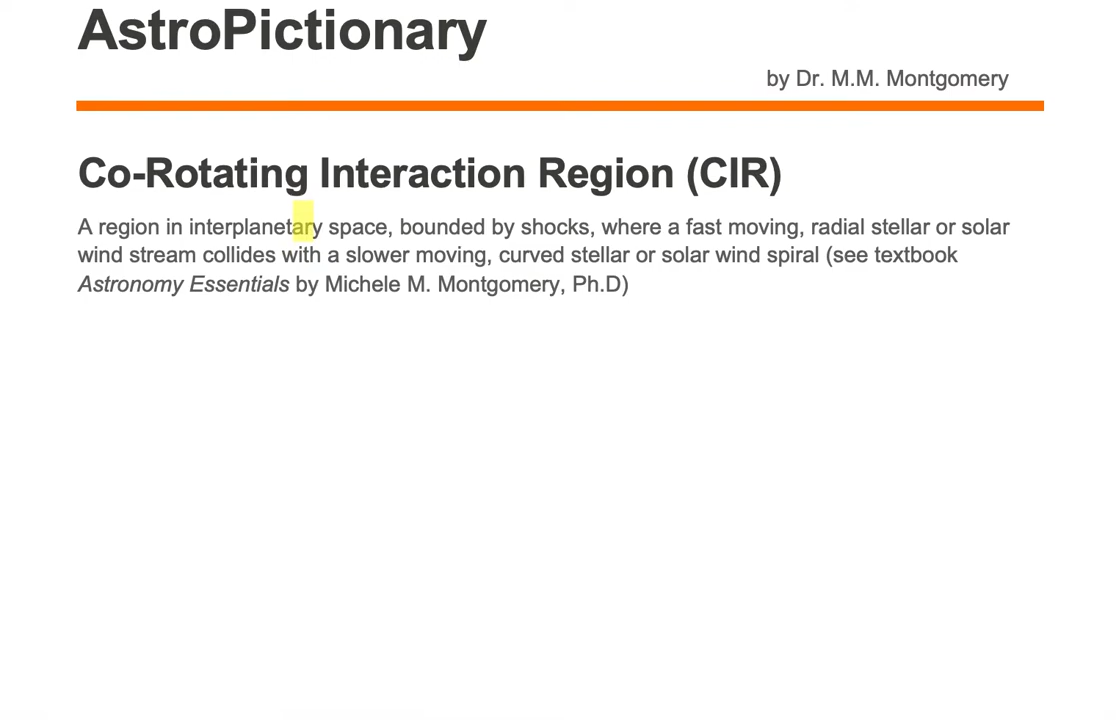 AstroPictionary
by Dr. M.M. Montgomery
Co-Rotating Interaction Region (CIR)
A region in interplanetary space, bounded by shocks, where a fast moving, radial stellar or solar
wind stream collides with a slower moving, curved stellar or solar wind spiral (see textbook
Astronomy Essentials by Michele M. Montgomery, Ph.D)